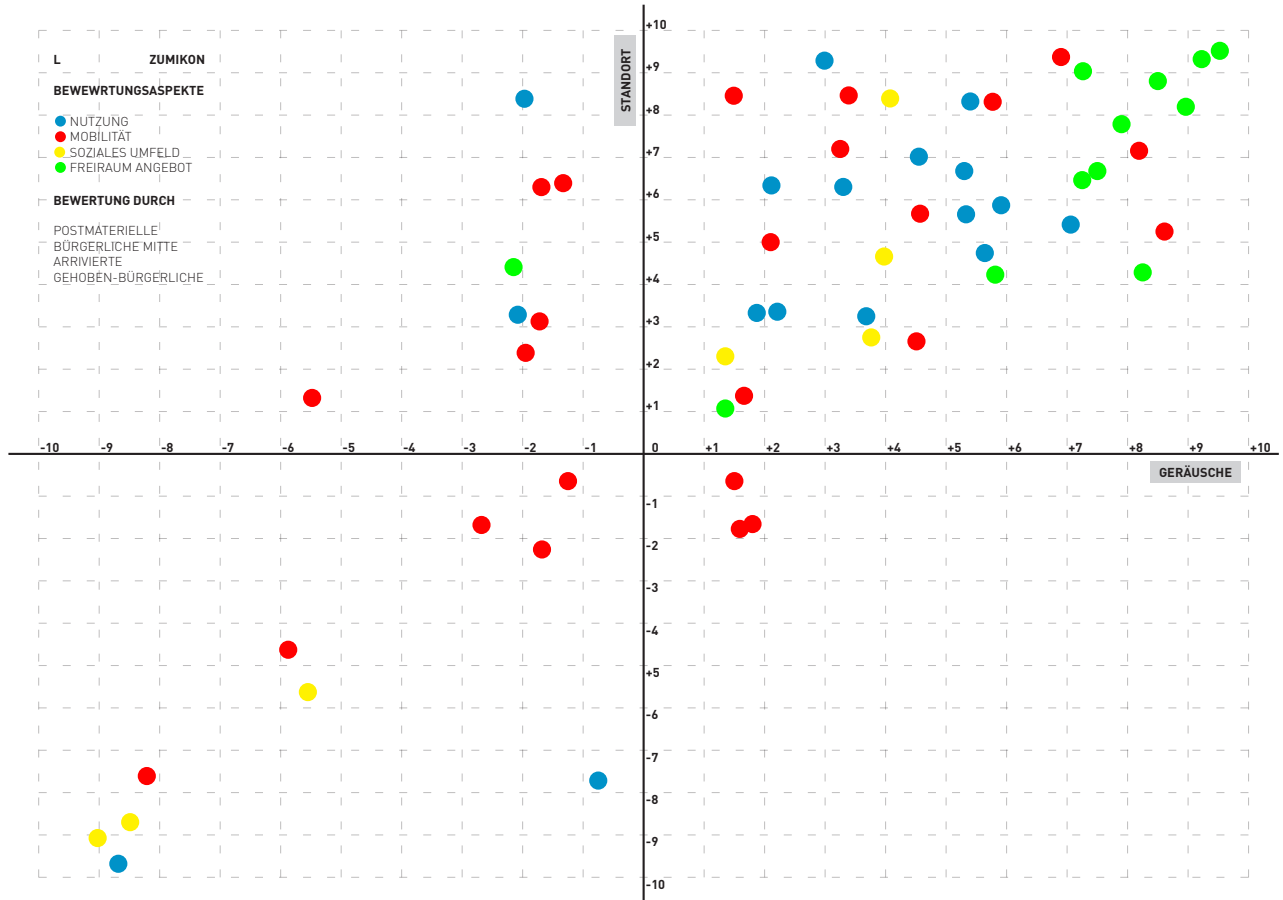 L ZUMIKON
BEWEWRTUNGSASPEKTE
NUTZUNG
MOBILITÄT
SOZIALES UMFELD
FREIRAUM ANGEBOT
BEWERTUNG DURCH
POSTMATERIELLE
BÜRGERLICHE MITTE
ARRIVIERTE
GEHOBEN-BÜRGERLICHE
STANDORT
+10
+9
+8
+7
+6
+5
+4
+3
+2
+1
-10 -9 -8 -7 -6 -5 -4 -3 -2 -1 0 +1 +2 +3 +4 +5 +6 +7 +8 +9 +10
GERÄUSCHE
-1
-2
-3
-4
+5
-6
-7
-8
-9
-10